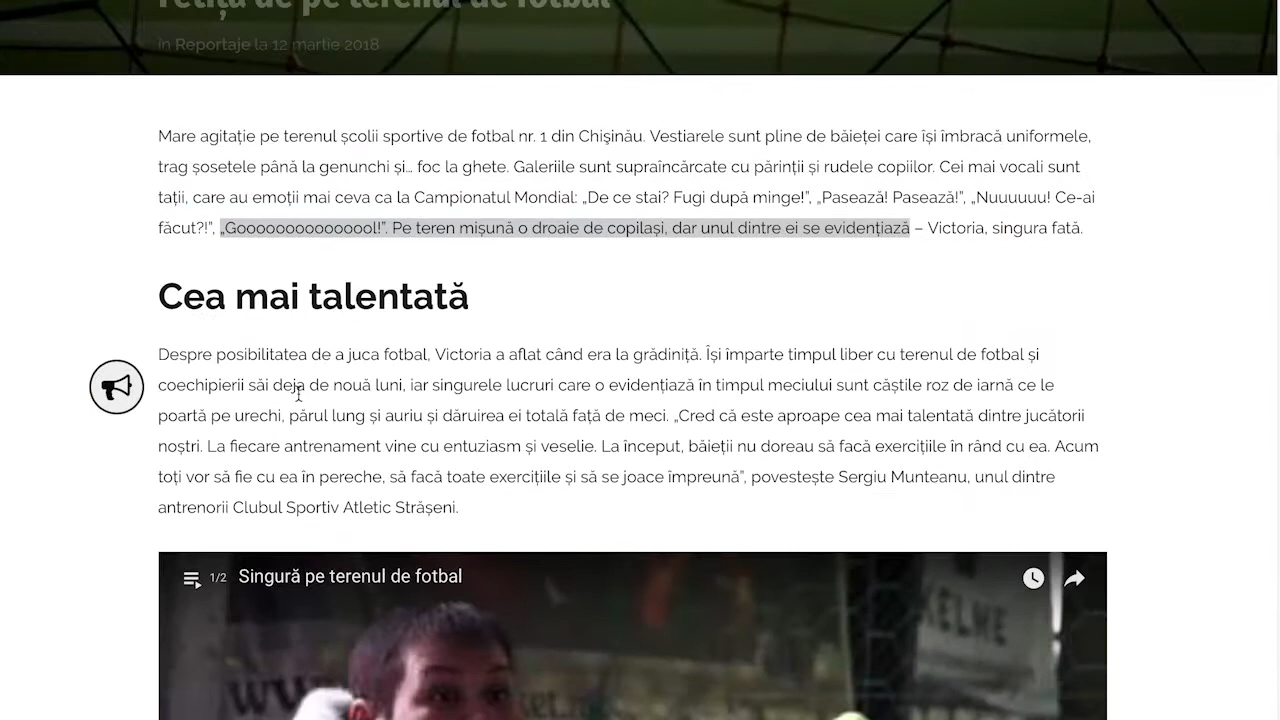 fetița de pe terenul de fotbal
în Reportaje la 12 martie 2018
Mare agitație pe terenul școlii sportive de fotbal nr. 1 din Chişinău. Vestiarele sunt pline de băieței care își îmbracă uniformele,
trag șosetele până la genunchi și… foc la ghete. Galeriile sunt supraîncărcate cu părinții și rudele copiilor. Cei mai vocali sunt
tații, care au emoții mai ceva ca la Campionatul Mondial: „De ce stai? Fugi după minge!”, „Pasează! Pasează!”, „Nuuuuuu! Ce-ai
făcut?!”, „Goooooooooooooool!”. Pe teren mișună o droaie de copilași, dar unul dintre ei se evidențiază – Victoria, singura fată.
Cea mai talentată
Despre posibilitatea de a juca fotbal, Victoria a aflat când era la grădiniță. Își împarte timpul liber cu terenul de fotbal și
coechipierii săi deja de nouă luni, iar singurele lucruri care o evidențiază în timpul meciului sunt căștile roz de iarnă ce le
poartă pe urechi, părul lung și auriu și dăruirea ei totală față de meci. „Cred că este aproape cea mai talentată dintre jucătorii
noștri. La fiecare antrenament vine cu entuziasm și veselie. La început, băieții nu doreau să facă exercițiile în rând cu ea. Acum
toți vor să fie cu ea în pereche, să facă toate exercițiile și să se joace împreună”, povestește Sergiu Munteanu, unul dintre
antrenorii Clubul Sportiv Atletic Strășeni.
1/2 Singură pe terenul de fotbal
KELME